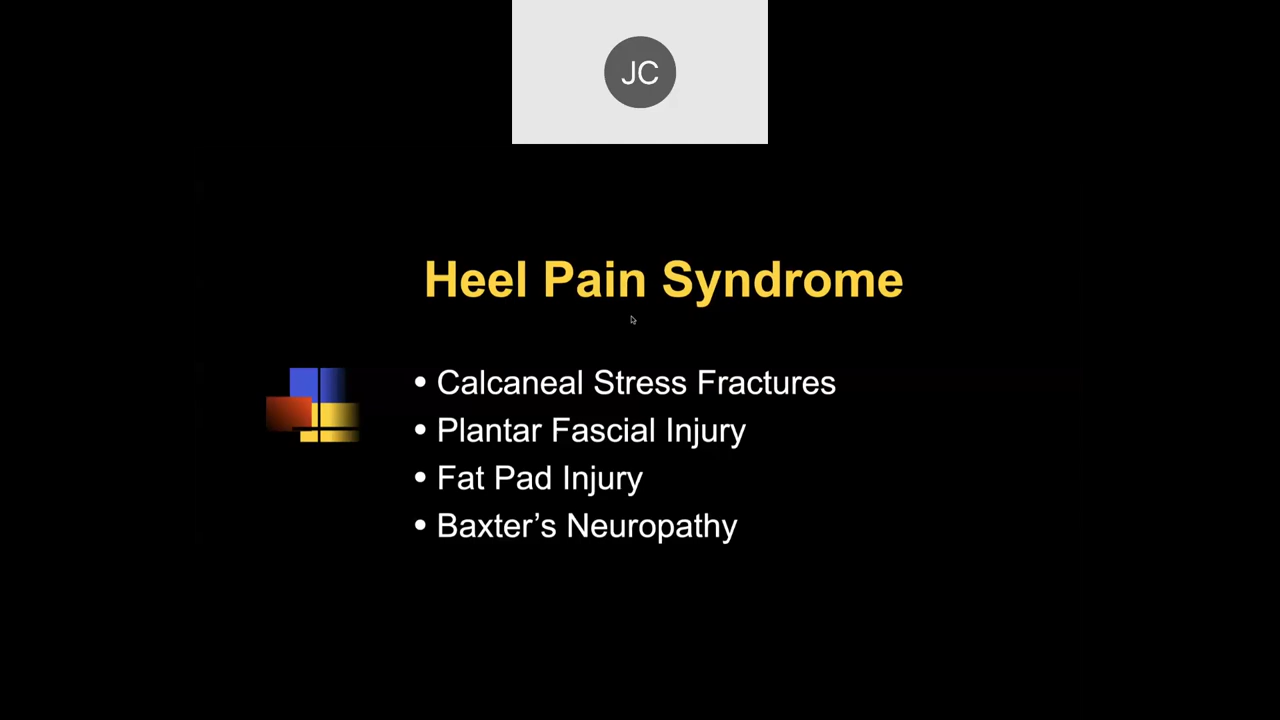 JC
Heel Pain Syndrome
• Calcaneal Stress Fractures
• Plantar Fascial Injury
• Fat Pad Injury
• Baxter’s Neuropathy